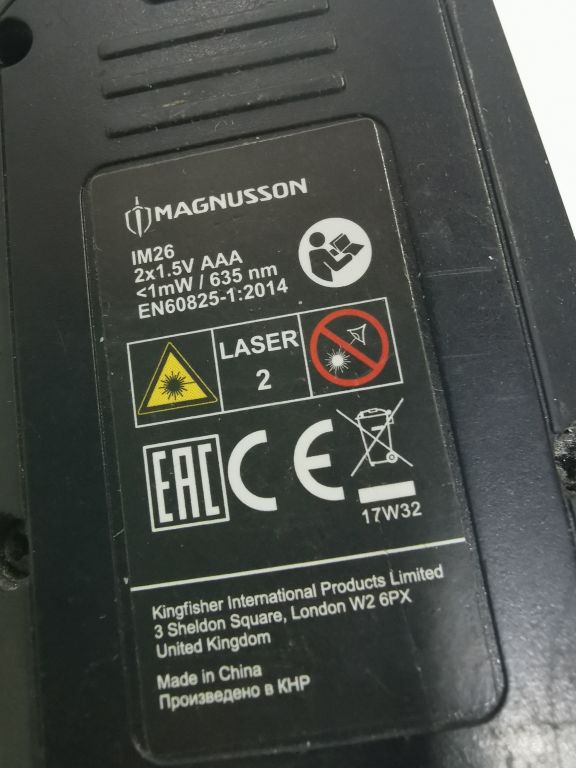 MAGNUSSON
IM26
2x1.5V AAA
<1mW / 635 nm
EN60825-1:2014
LASER
2
EAC CE
17W32
Kingfisher International Products Limited
3 Sheldon Square, London W2 6PX
United Kingdom
Made in China
Произведено в КНР